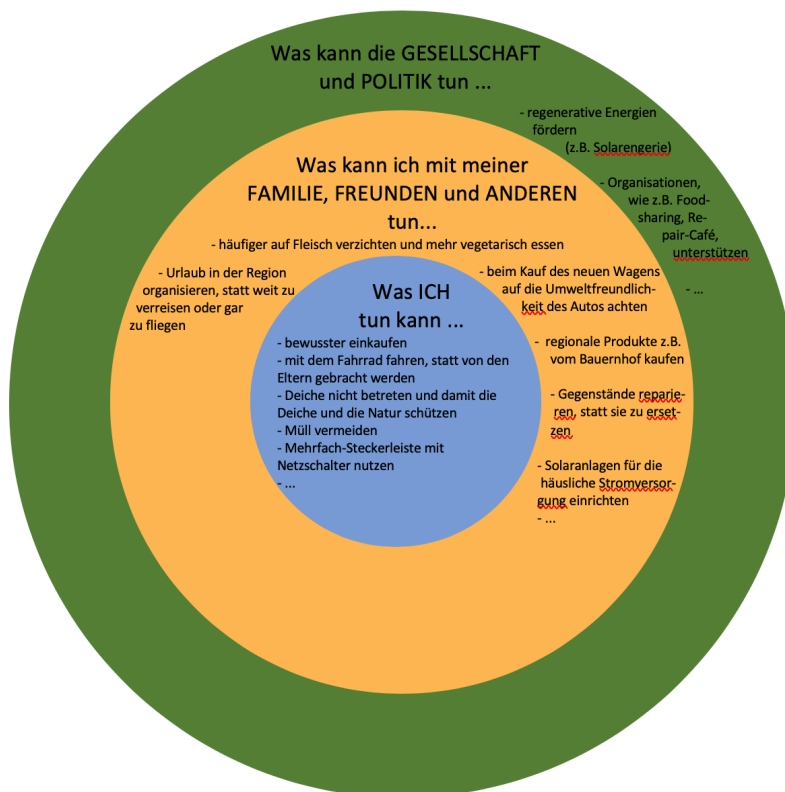 Was kann die GESELLSCHAFT
und POLITIK tun ...
- regenerative Energien
fördern
(z.B. Solarengerie)
- Organisationen,
wie z.B. Food-
sharing, Re-
pair-Café,
unterstützen
- ...
Was kann ich mit meiner
FAMILIE, FREUNDEN und ANDEREN
tun...
- häufiger auf Fleisch verzichten und mehr vegetarisch essen
- Urlaub in der Region
organisieren, statt weit zu
verreisen oder gar
zu fliegen
- beim Kauf des neuen Wagens
auf die Umweltfreundlich-
keit des Autos achten
- regionale Produkte z.B.
vom Bauernhof kaufen
- Gegenstände reparie-
ren, statt sie zu erset-
zen
- Solaranlagen für die
häusliche Stromversor-
gung einrichten
- ...
Was ICH
tun kann ...
- bewusster einkaufen
- mit dem Fahrrad fahren, statt von den
Eltern gebracht werden
- Deiche nicht betreten und damit die
Deiche und die Natur schützen
- Müll vermeiden
- Mehrfach-Steckerleiste mit
Netzschalter nutzen
- ...